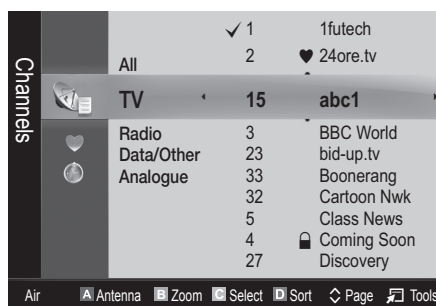 Channels
✓ 1 1futech
All 2 ♥ 24ore.tv
TV 15 abc1
Radio 3 BBC World
Data/Other 23 bid-up.tv
Analogue 33 Boonerang
32 Cartoon Nwk
5 Class News
4 Coming Soon
27 Discovery
Air A Antenna B Zoom C Select D Sort Page Tools